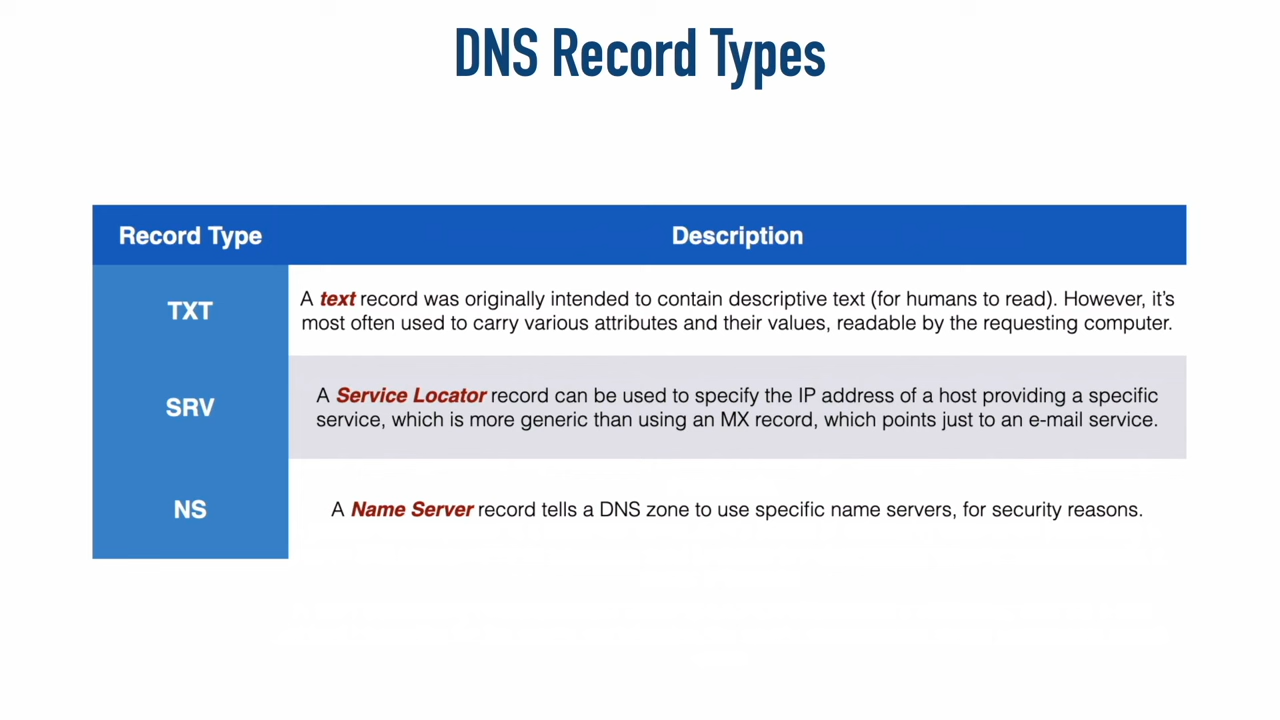 DNS Record Types
Record Type
Description
TXT
A text record was originally intended to contain descriptive text (for humans to read). However, it's
most often used to carry various attributes and their values, readable by the requesting computer.
SRV
A Service Locator record can be used to specify the IP address of a host providing a specific
service, which is more generic than using an MX record, which points just to an e-mail service.
NS
A Name Server record tells a DNS zone to use specific name servers, for security reasons.